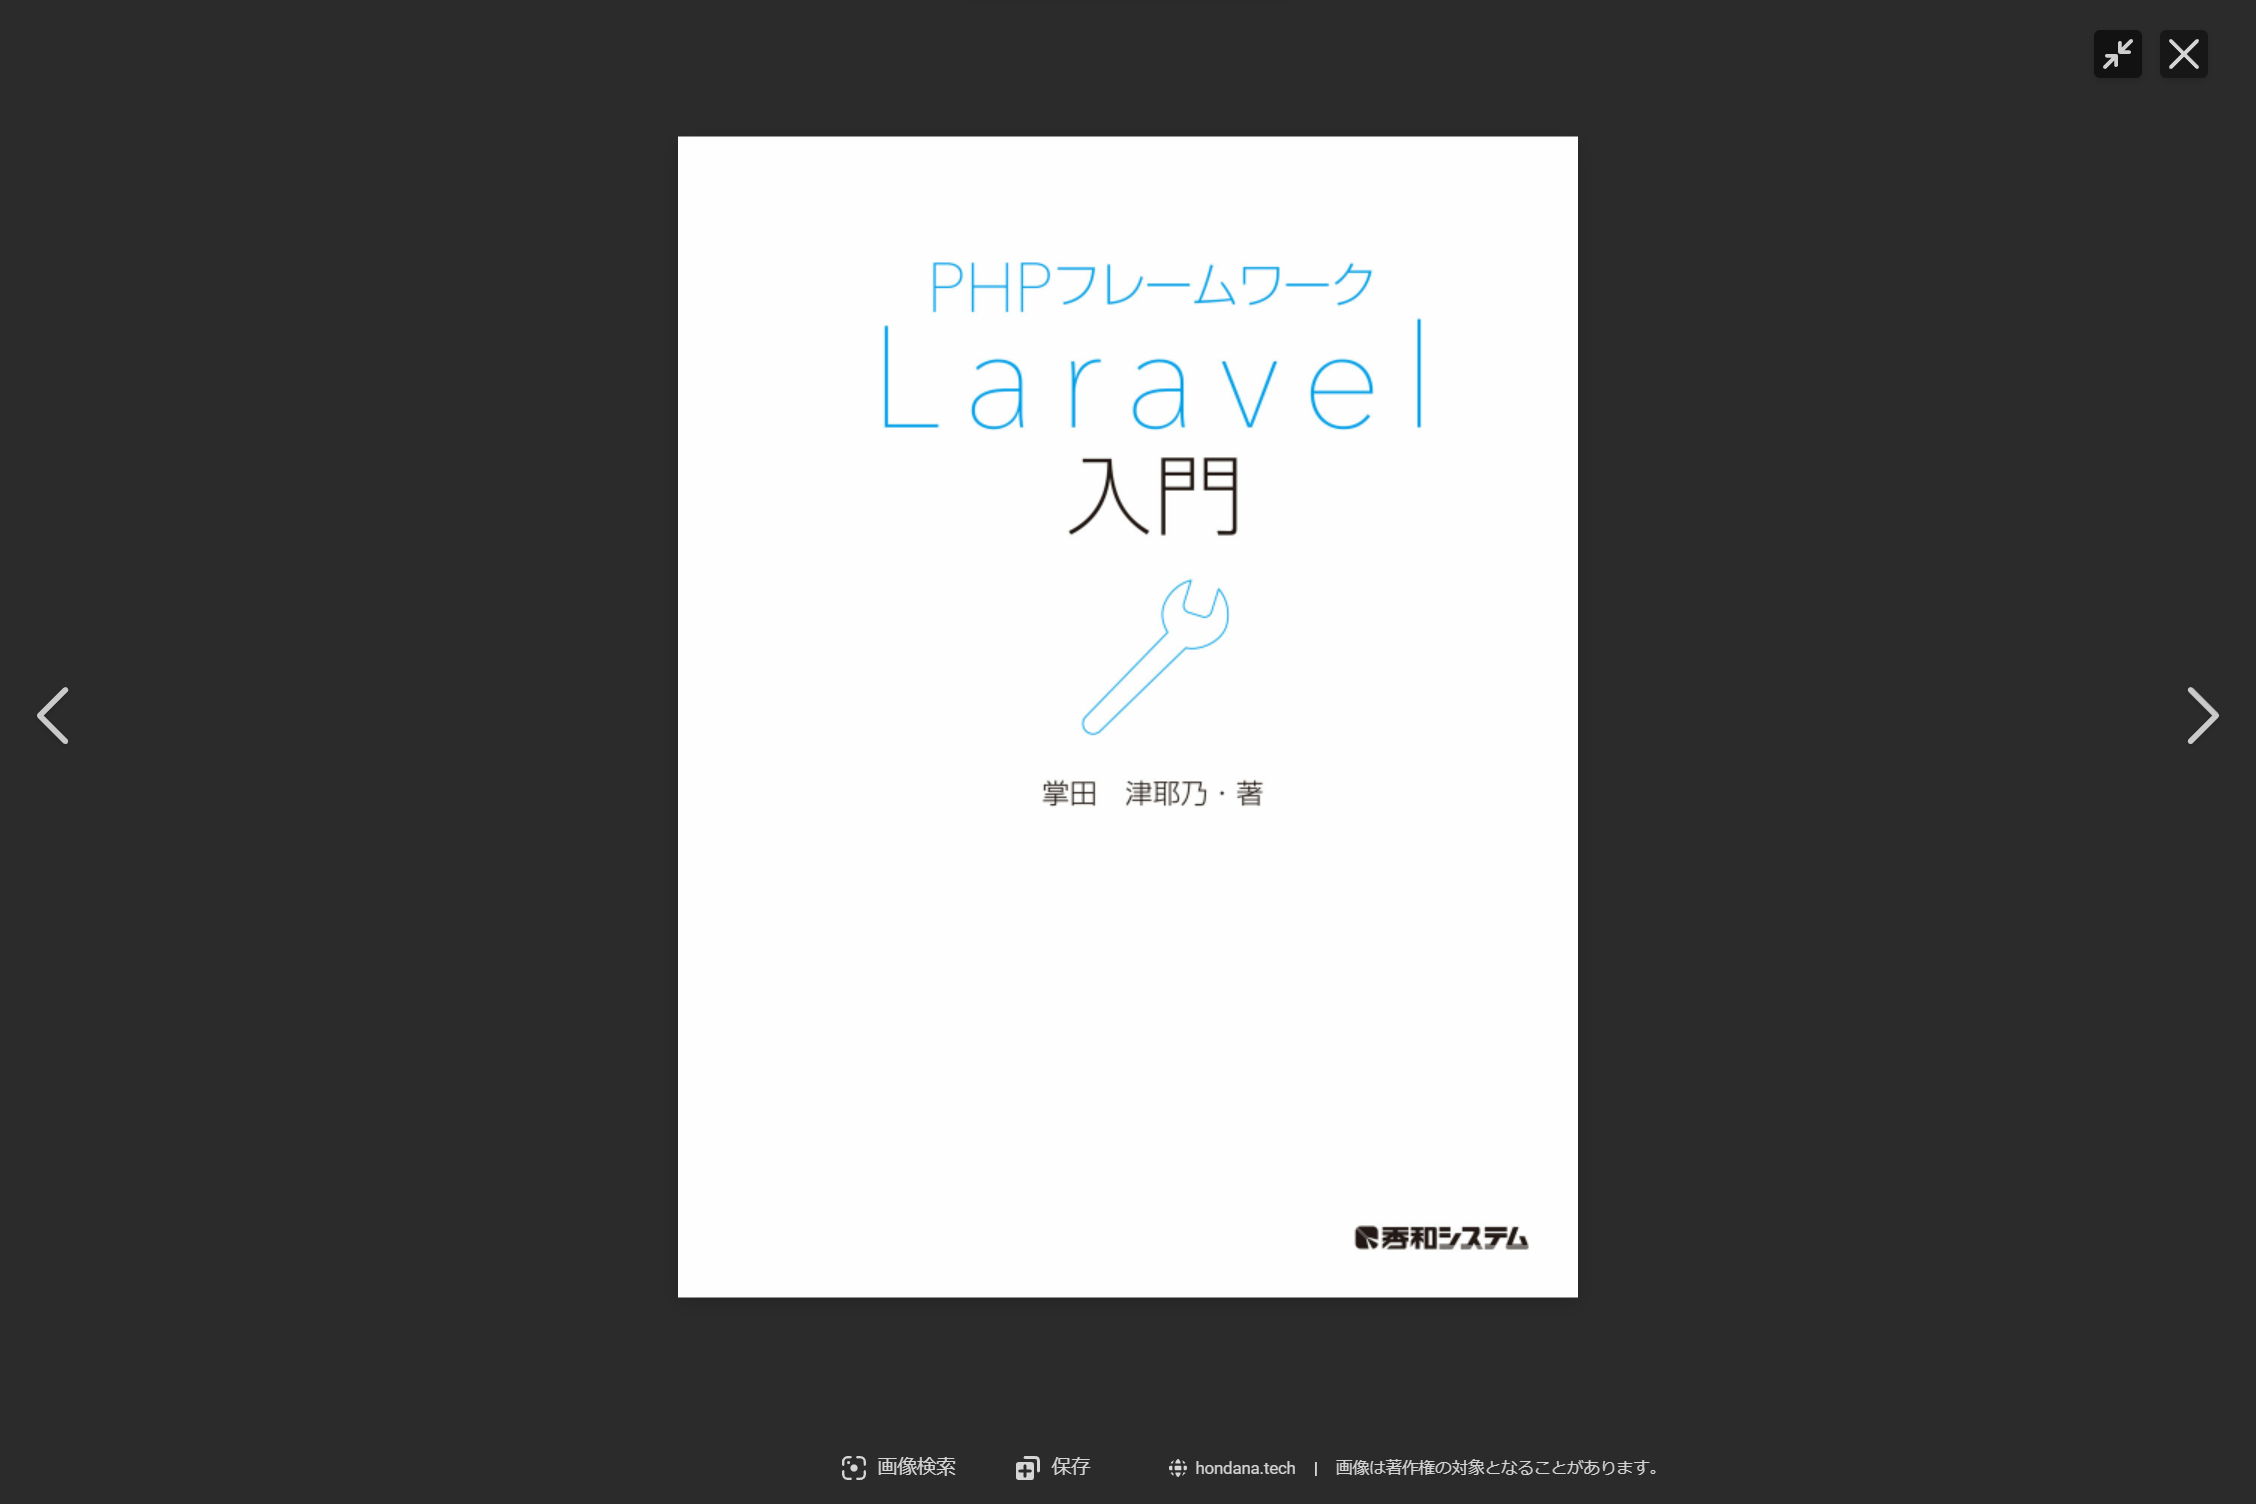 PHPフレームワーク
Laravel
入門
掌田　津耶乃・著
秀和システム
画像検索
保存
hondana.tech | 画像は著作権の対象となることがあります。